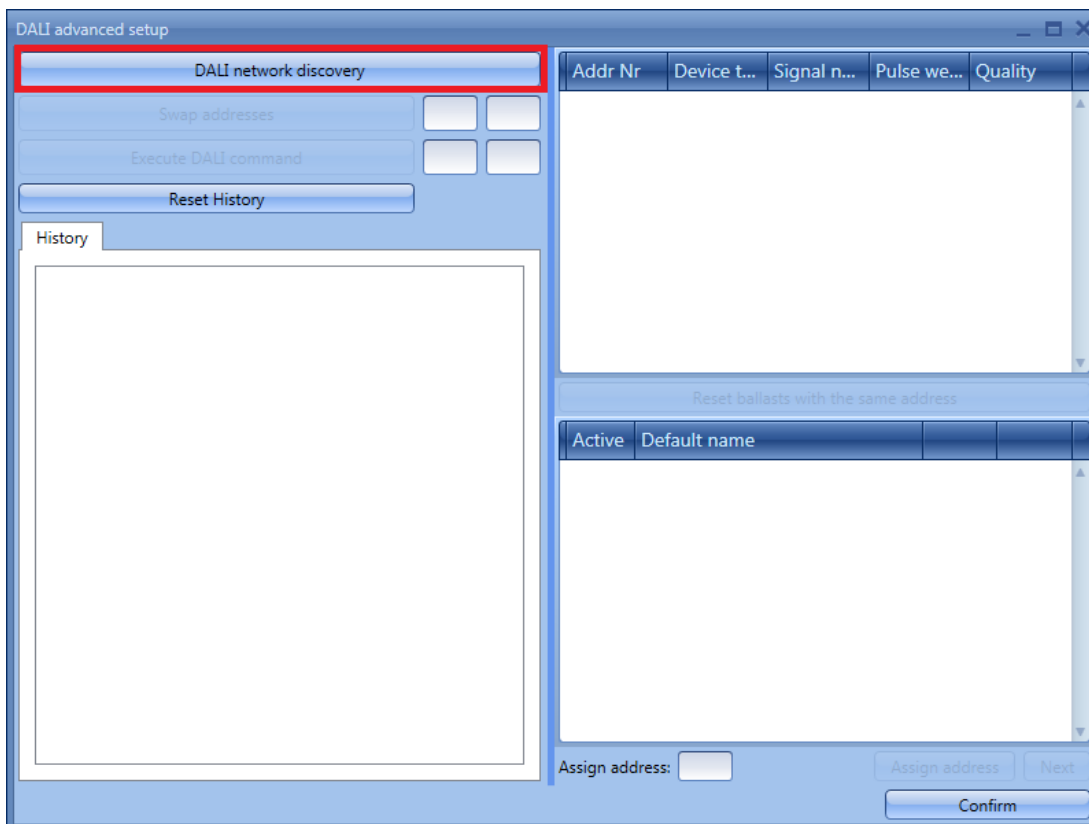 DALI advanced setup
DALI network discovery
Swap addresses
Execute DALI command
Reset History
History
Addr Nr Device t... Signal n... Pulse we... Quality
Reset ballasts with the same address
Active Default name
Assign address: Assign address Next
Confirm